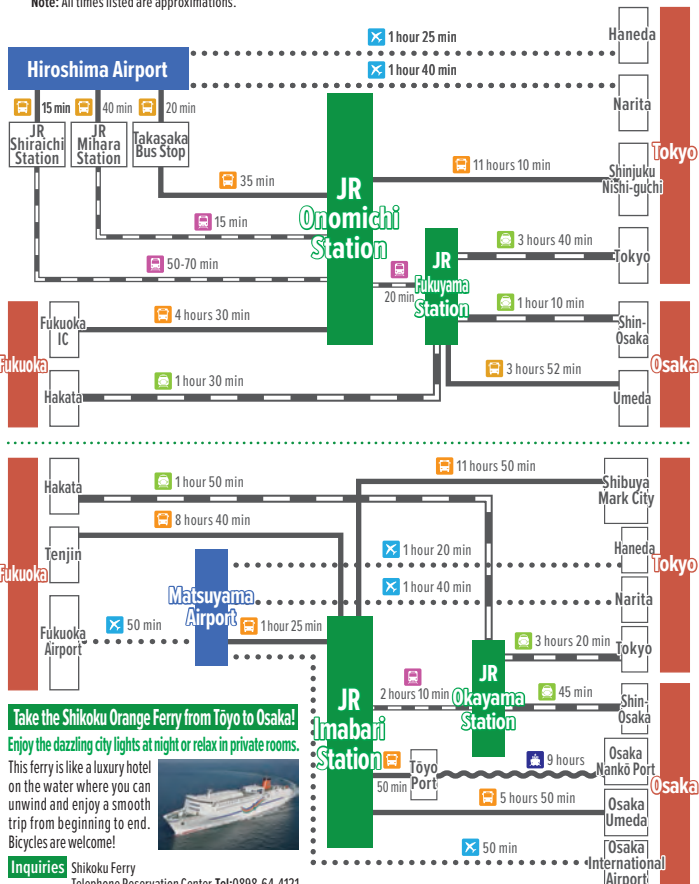 Note: All times listed are approximations.
Haneda
1 hour 25 min
Hiroshima Airport
1 hour 40 min
Narita
15 min
40 min
20 min
JR
Shiraichi
Station
JR
Mihara
Station
Takasaka
Bus Stop
Tokyo
11 hours 10 min
Shinjuku
Nishi-guchi
35 min
JR
Onomichi
Station
15 min
3 hours 40 min
Tokyo
50-70 min
JR
Fukuyama
Station
20 min
1 hour 10 min
Shin-
Osaka
Fukuoka
Fukuoka
IC
4 hours 30 min
Osaka
3 hours 52 min
Umeda
Hakata
1 hour 30 min
Hakata
1 hour 50 min
11 hours 50 min
Shibuya
Mark City
8 hours 40 min
Tenjin
1 hour 20 min
Haneda
Tokyo
Fukuoka
Matsuyama
Airport
1 hour 40 min
Narita
Fukuoka
Airport
50 min
1 hour 25 min
3 hours 20 min
Tokyo
JR
Imabari
Station
2 hours 10 min
JR
Okayama
Station
45 min
Shin-
Osaka
50 min
Tōyo
Port
9 hours
Osaka
Nankō Port
Osaka
5 hours 50 min
Osaka
Umeda
50 min
Osaka
International
Airport
Take the Shikoku Orange Ferry from Tōyo to Osaka!
Enjoy the dazzling city lights at night or relax in private rooms.
This ferry is like a luxury hotel
on the water where you can
unwind and enjoy a smooth
trip from beginning to end.
Bicycles are welcome!
Inquiries Shikoku Ferry
Telephone Reservation Center Tel:0898-64-4121